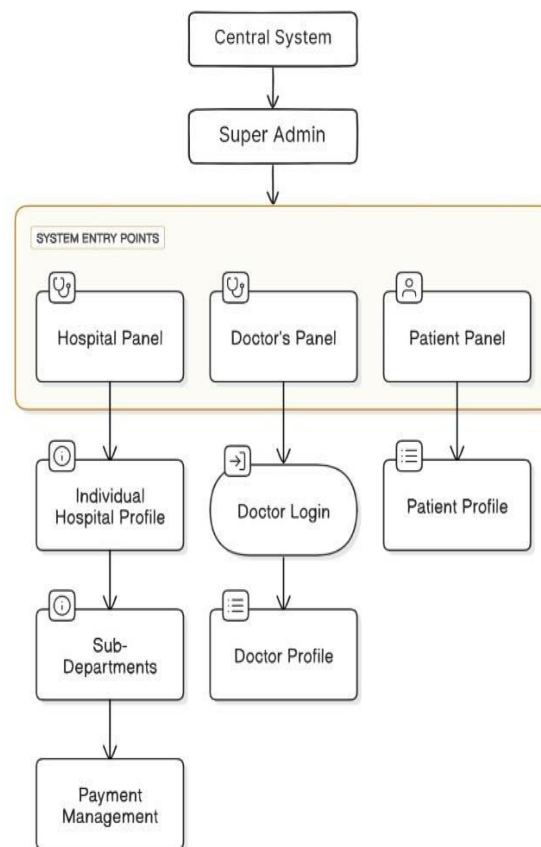 Central System
Super Admin
SYSTEM ENTRY POINTS
Hospital Panel
Doctor's Panel
Patient Panel
Individual
Hospital Profile
Doctor Login
Patient Profile
Sub-
Departments
Doctor Profile
Payment
Management